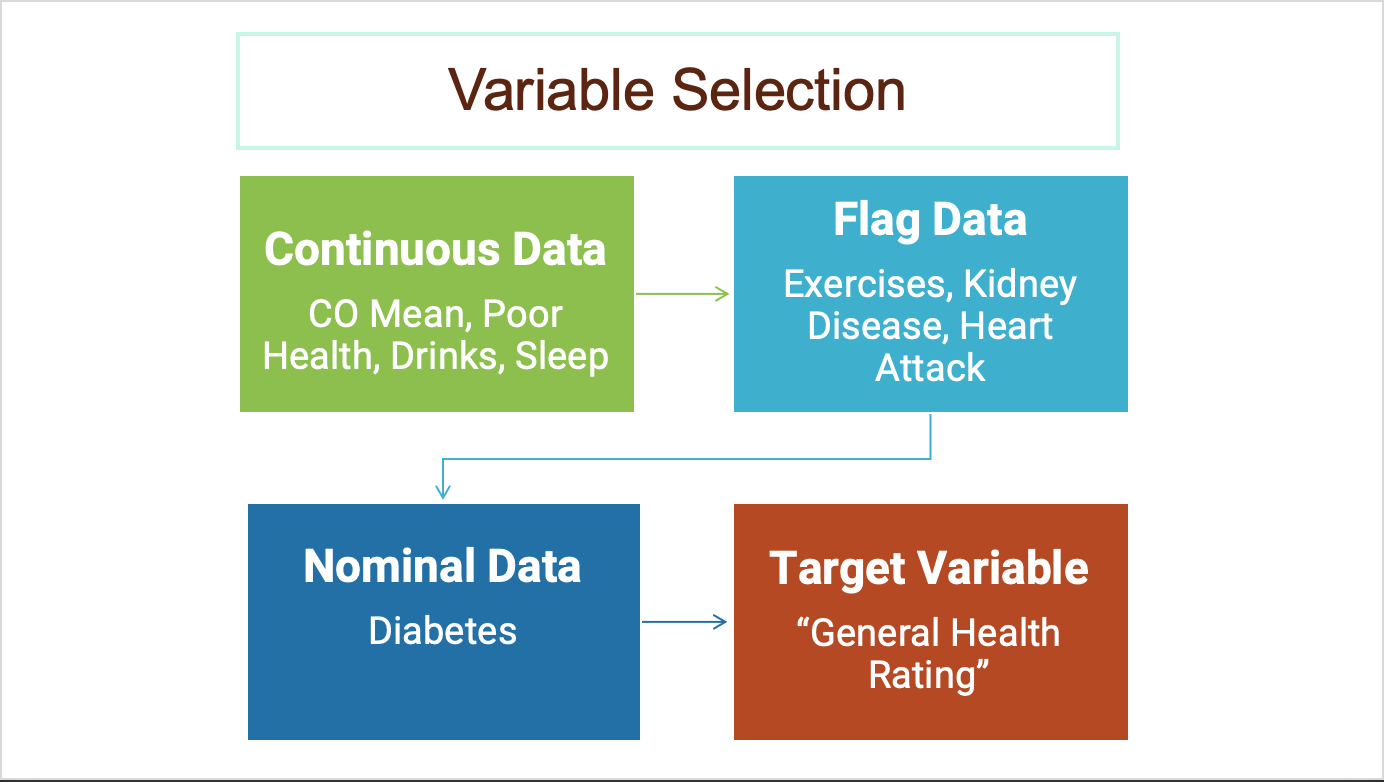 Variable Selection
Continuous Data
CO Mean, Poor
Health, Drinks, Sleep
Flag Data
Exercises, Kidney
Disease, Heart
Attack
Nominal Data
Diabetes
Target Variable
“General Health
Rating”